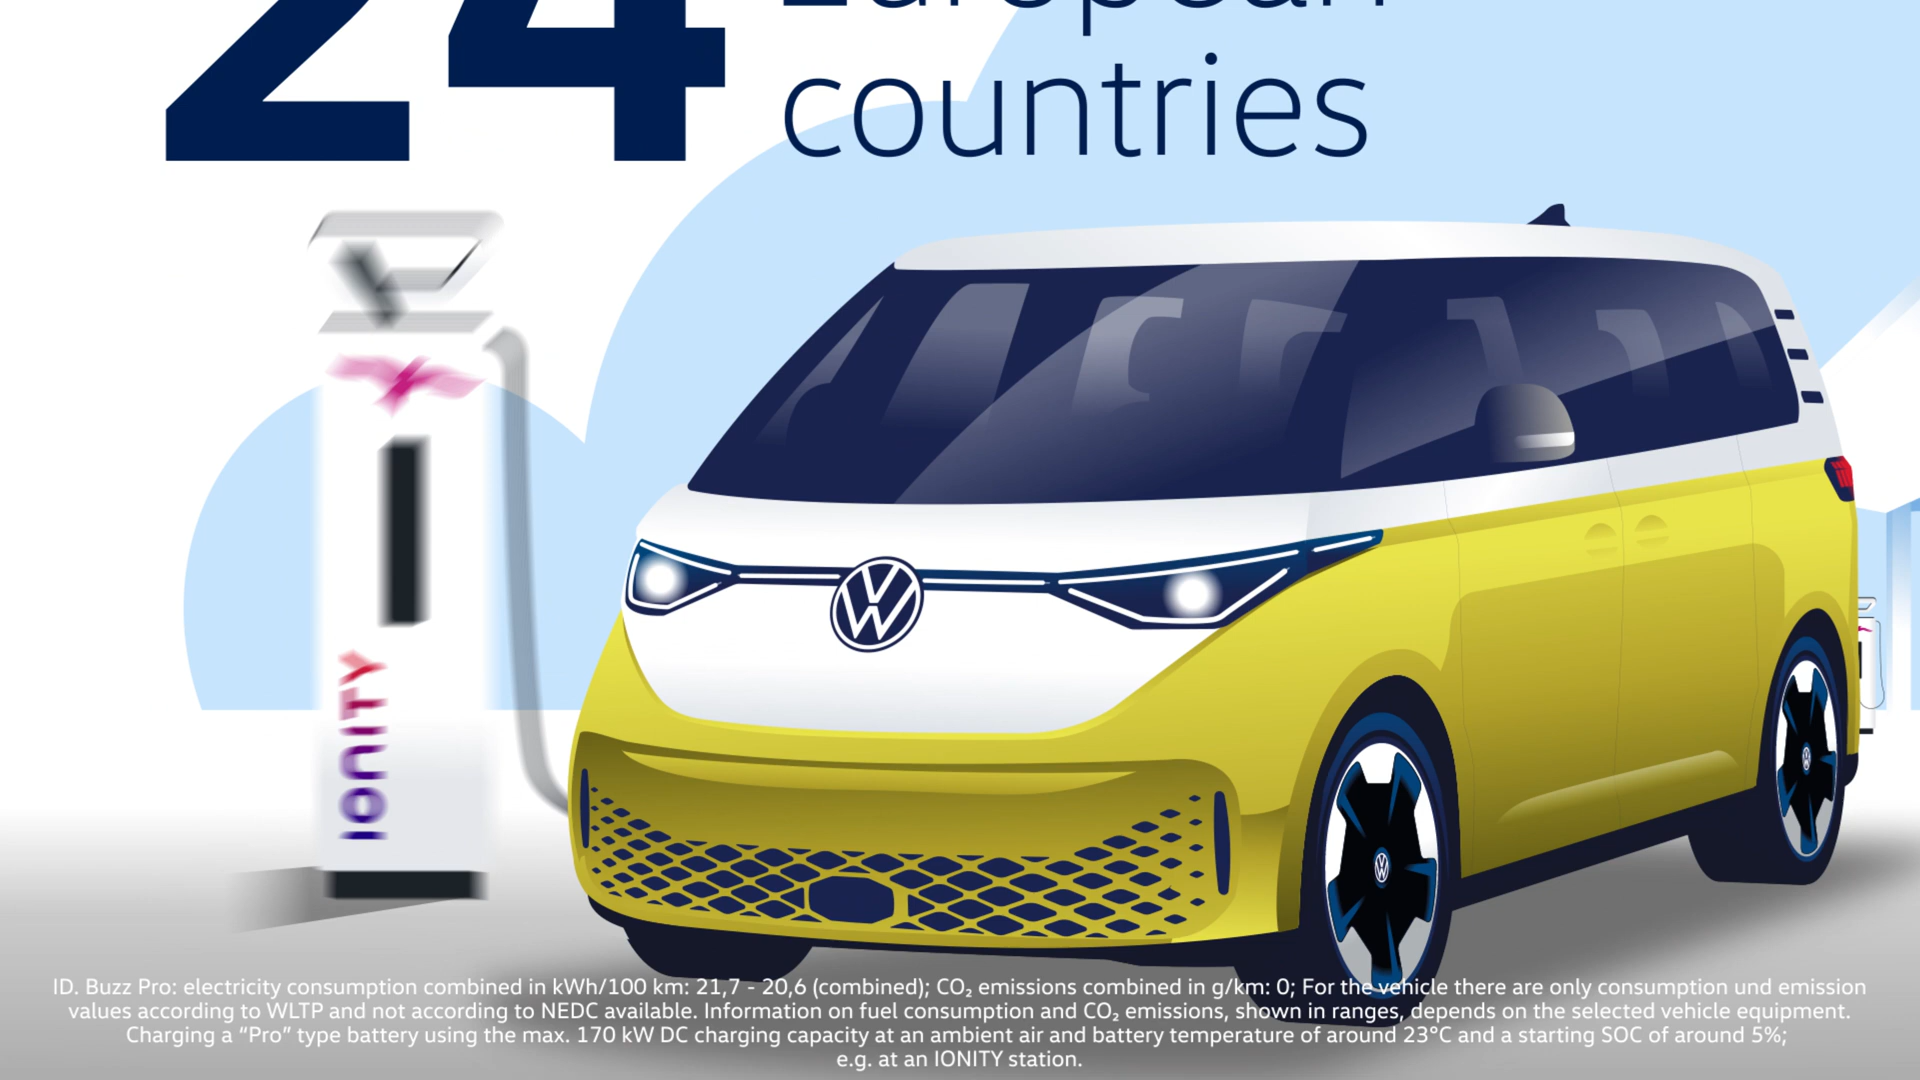 24 European
countries
IONITY
ID. Buzz Pro: electricity consumption combined in kWh/100 km: 21,7 - 20,6 (combined); CO₂ emissions combined in g/km: 0; For the vehicle there are only consumption und emission
values according to WLTP and not according to NEDC available. Information on fuel consumption and CO₂ emissions, shown in ranges, depends on the selected vehicle equipment.
Charging a “Pro” type battery using the max. 170 kW DC charging capacity at an ambient air and battery temperature of around 23°C and a starting SOC of around 5%;
e.g. at an IONITY station.